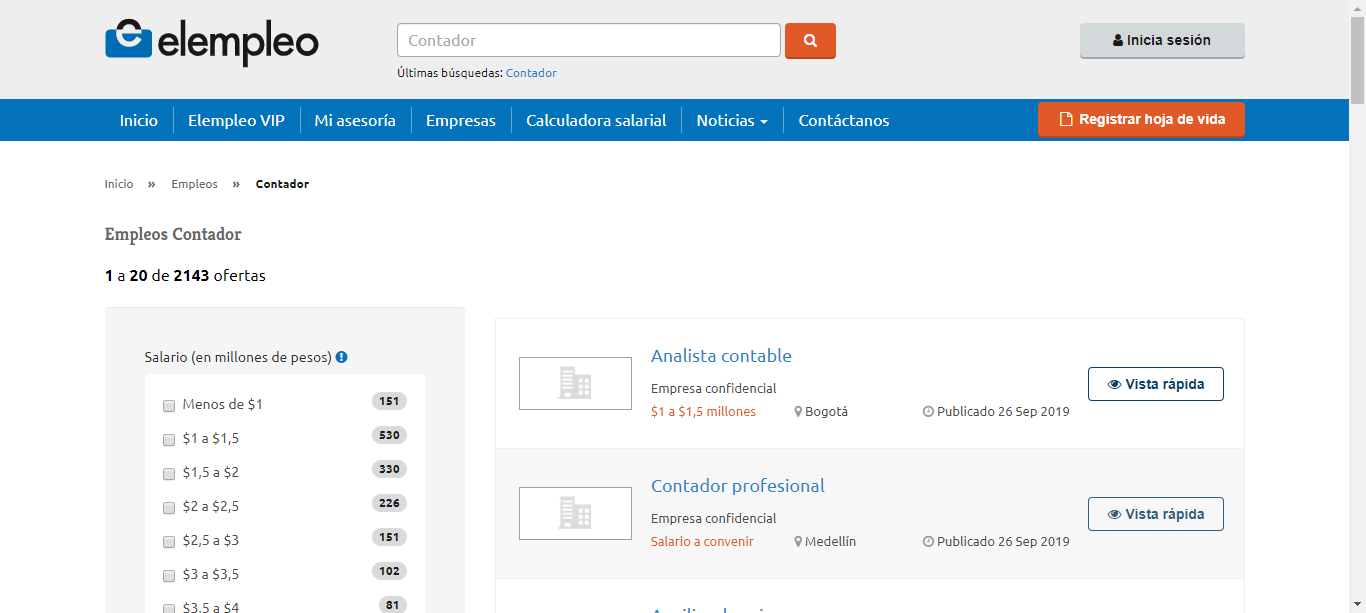 elempleo
Contador
Inicia sesión
Últimas búsquedas: Contador
Inicio Elempleo VIP Mi asesoría Empresas Calculadora salarial Noticias Contáctanos Registrar hoja de vida
Inicio » Empleos » Contador
Empleos Contador
1 a 20 de 2143 ofertas
Salario (en millones de pesos)
Menos de $1 151
$1 a $1,5 530
$1,5 a $2 330
$2 a $2,5 226
$2,5 a $3 151
$3 a $3,5 102
$3,5 a $4 81
Analista contable
Empresa confidencial
$1 a $1,5 millones Bogotá Publicado 26 Sep 2019
Vista rápida
Contador profesional
Empresa confidencial
Salario a convenir Medellín Publicado 26 Sep 2019
Vista rápida